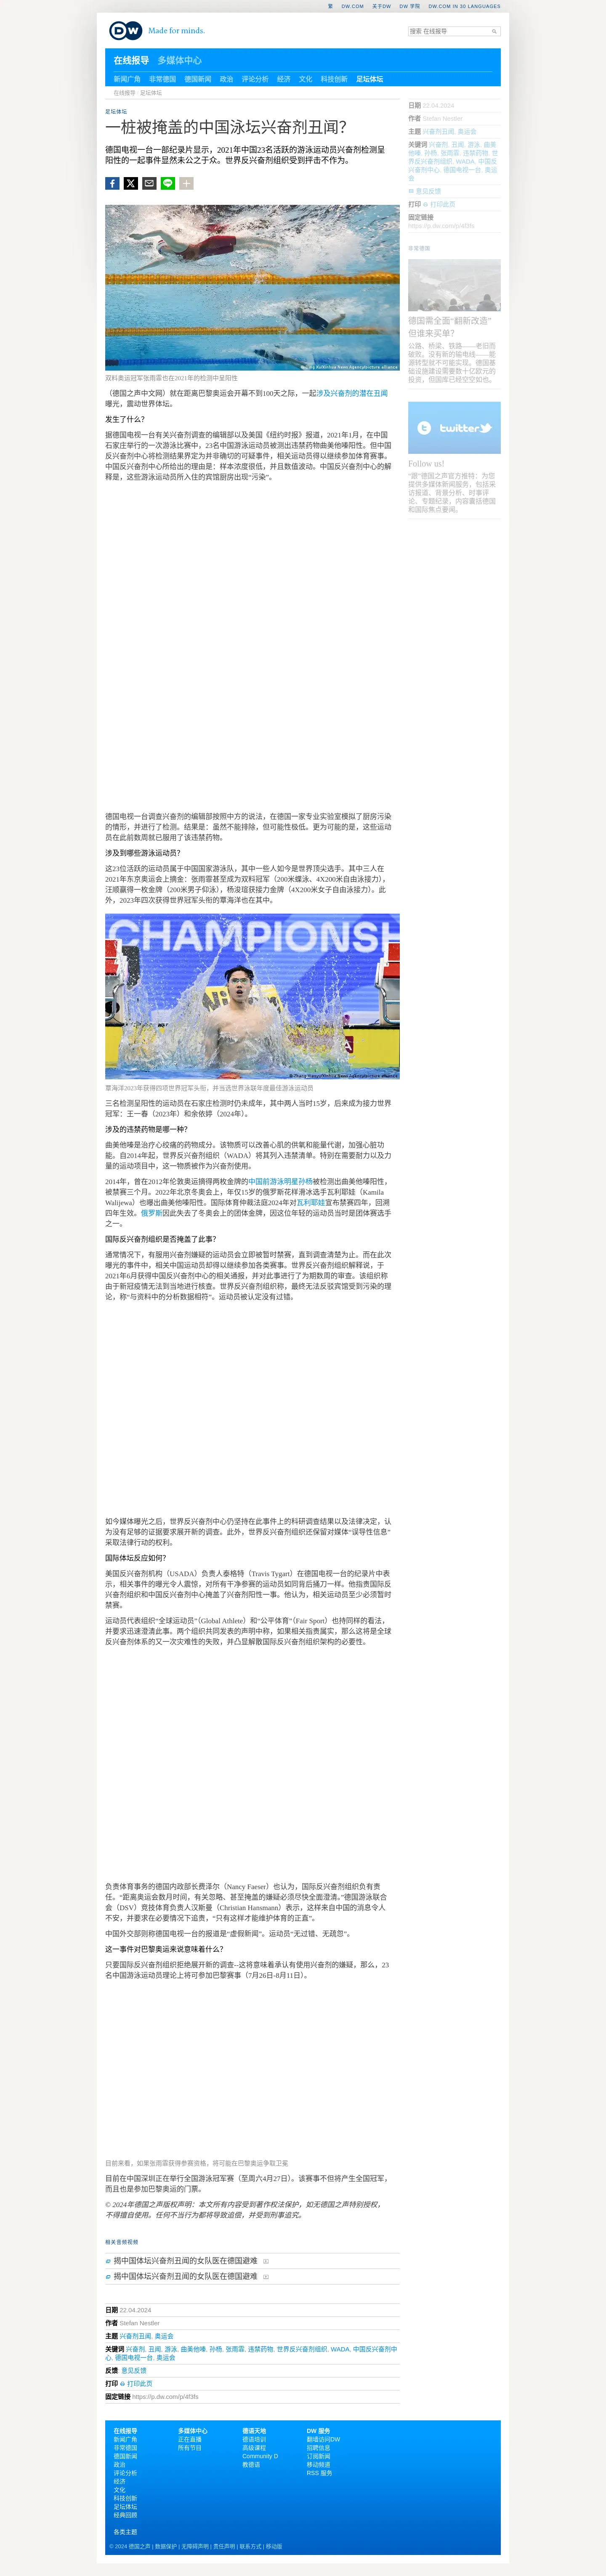 繁 DW.COM 关于DW DW 学院 DW.COM IN 30 LANGUAGES
DW Made for minds.
搜索 在线报导
在线报导 多媒体中心
新闻广角 非常德国 德国新闻 政治 评论分析 经济 文化 科技创新 足坛体坛
在线报导 足坛体坛
足坛体坛
一桩被掩盖的中国泳坛兴奋剂丑闻?
德国电视一台一部纪录片显示，2021年中国23名活跃的游泳运动员兴奋剂检测呈
阳性的一起事件显然未公之于众。世界反兴奋剂组织受到抨击不作为。
双料奥运冠军张雨霏也在2021年的检测中呈阳性
（德国之声中文网）就在距离巴黎奥运会开幕不到100天之际，一起涉及兴奋剂的潜在丑闻
曝光，震动世界体坛。
发生了什么？
据德国电视一台有关兴奋剂调查的编辑部以及美国《纽约时报》报道，2021年1月，在中国
石家庄举行的一次游泳比赛中，23名中国游泳运动员被测出违禁药物曲美他嗪阳性。但中国
反兴奋剂中心将检测结果界定为并非确切的可疑事件，相关运动员得以继续参加体育赛事。
中国反兴奋剂中心所给出的理由是：样本浓度很低，并且数值波动。中国反兴奋剂中心的解
释是，这些游泳运动员所入住的宾馆厨房出现“污染”。
德国电视一台调查兴奋剂的编辑部按照中方的说法，在德国一家专业实验室模拟了厨房污染
的情形，并进行了检测。结果是：虽然不能排除，但可能性极低。更为可能的是，这些运动
员在此前数周就已服用了该违禁药物。
涉及到哪些游泳运动员？
这23位活跃的运动员属于中国国家游泳队，其中一些人如今是世界顶尖选手。其中三人在
2021年东京奥运会上摘金：张雨霏甚至成为双料冠军（200米蝶泳、4X200米自由泳接力），
汪顺赢得一枚金牌（200米男子仰泳），杨浚瑄获接力金牌（4X200米女子自由泳接力）。此
外，2023年四次获得世界冠军头衔的覃海洋也在其中。
覃海洋2023年获得四项世界冠军头衔，并当选世界泳联年度最佳游泳运动员
三名检测呈阳性的运动员在石家庄检测时仍未成年，其中两人当时15岁，后来成为接力世界
冠军：王一春（2023年）和余依婷（2024年）。
涉及的违禁药物是哪一种？
曲美他嗪是治疗心绞痛的药物成分。该物质可以改善心肌的供氧和能量代谢，加强心脏功
能。自2014年起，世界反兴奋剂组织（WADA）将其列入违禁清单。特别在需要耐力以及力
量的运动项目中，这一物质被作为兴奋剂使用。
2014年，曾在2012年伦敦奥运摘得两枚金牌的中国前游泳明星孙杨被检测出曲美他嗪阳性，
被禁赛三个月。2022年北京冬奥会上，年仅15岁的俄罗斯花样滑冰选手瓦利耶娃（Kamila
Walijewa）也曝出曲美他嗪阳性。国际体育仲裁法庭2024年对瓦利耶娃宣布禁赛四年，回溯
四年生效。俄罗斯因此失去了冬奥会上的团体金牌，因这位年轻的运动员当时是团体赛选手
之一。
国际反兴奋剂组织是否掩盖了此事？
通常情况下，有服用兴奋剂嫌疑的运动员会立即被暂时禁赛，直到调查清楚为止。而在此次
曝光的事件中，相关中国运动员却得以继续参加各类赛事。世界反兴奋剂组织解释说，于
2021年6月获得中国反兴奋剂中心的相关通报，并对此事进行了为期数周的审查。该组织称
由于新冠疫情无法到当地进行核查。世界反兴奋剂组织称，最终无法反驳宾馆受到污染的理
论，称“与资料中的分析数据相符”。运动员被认定没有过错。
如今媒体曝光之后，世界反兴奋剂中心仍坚持在此事件上的科研调查结果以及法律决定，认
为没有足够的证据要求展开新的调查。此外，世界反兴奋剂组织还保留对媒体“误导性信息”
采取法律行动的权利。
国际体坛反应如何？
美国反兴奋剂机构（USADA）负责人泰格特（Travis Tygart）在德国电视一台的纪录片中表
示，相关事件的曝光令人震惊，对所有干净参赛的运动员如同背后捅刀一样。他指责国际反
兴奋剂组织和中国反兴奋剂中心掩盖了兴奋剂阳性一事。他认为，相关运动员至少必须暂时
禁赛。
运动员代表组织“全球运动员”（Global Athlete）和“公平体育”（Fair Sport）也持同样的看法，
并要求迅速澄清此事。两个组织共同发表的声明中称，如果相关指责属实，那么这将是全球
反兴奋剂体系的又一次灾难性的失败，并凸显解散国际反兴奋剂组织架构的必要性。
负责体育事务的德国内政部长费泽尔（Nancy Faeser）也认为，国际反兴奋剂组织负有责
任。“距离奥运会数月时间，有关忽略、甚至掩盖的嫌疑必须尽快全面澄清。”德国游泳联合
会（DSV）竞技体育负责人汉斯曼（Christian Hansmann）表示，这样来自中国的消息令人
不安，并要求在必要情况下追责，“只有这样才能维护体育的正直”。
中国外交部则称德国电视一台的报道是“虚假新闻”。运动员“无过错、无疏忽”。
这一事件对巴黎奥运来说意味着什么？
只要国际反兴奋剂组织拒绝展开新的调查--这将意味着承认有使用兴奋剂的嫌疑，那么，23
名中国游泳运动员理论上将可参加巴黎赛事（7月26日-8月11日）。
目前来看，如果张雨霏获得参赛资格，将可能在巴黎奥运争取卫冕
目前在中国深圳正在举行全国游泳冠军赛（至周六4月27日）。该赛事不但将产生全国冠军，
而且也是参加巴黎奥运的门票。
© 2024年德国之声版权声明：本文所有内容受到著作权法保护，如无德国之声特别授权，
不得擅自使用。任何不当行为都将导致追偿，并受到刑事追究。
相关音频视频
揭中国体坛兴奋剂丑闻的女队医在德国避难
揭中国体坛兴奋剂丑闻的女队医在德国避难
日期 22.04.2024
作者 Stefan Nestler
主题 兴奋剂丑闻, 奥运会
关键词 兴奋剂, 丑闻, 游泳, 曲美他嗪, 孙杨, 张雨霏, 违禁药物, 世界反兴奋剂组织, WADA, 中国反兴奋剂中
心, 德国电视一台, 奥运会
反馈 意见反馈
打印 打印此页
固定链接 https://p.dw.com/p/4f3fs
日期 22.04.2024
作者 Stefan Nestler
主题 兴奋剂丑闻, 奥运会
关键词 兴奋剂, 丑闻, 游泳, 曲美
他嗪, 孙杨, 张雨霏, 违禁药物, 世
界反兴奋剂组织, WADA, 中国反
兴奋剂中心, 德国电视一台, 奥运
会
意见反馈
打印 打印此页
固定链接
https://p.dw.com/p/4f3fs
非常德国
德国需全面“翻新改造”
但谁来买单？
公路、桥梁、铁路——老旧而
破败。没有新的输电线——能
源转型就不可能实现。德国基
础设施建设需要数十亿欧元的
投资，但国库已经空空如也。
twitter
Follow us!
“跟”德国之声官方推特：为您
提供多媒体新闻服务，包括采
访报道、背景分析、时事评
论、专题纪录，内容囊括德国
和国际焦点要闻。
在线报导
新闻广角
非常德国
德国新闻
政治
评论分析
经济
文化
科技创新
足坛体坛
经典回顾
各类主题
多媒体中心
正在直播
所有节目
德语天地
德语培训
高级课程
Community D
教德语
DW 服务
翻墙访问DW
招聘信息
订阅新闻
移动频道
RSS 服务
© 2024 德国之声 | 数据保护 | 无障碍声明 | 责任声明 | 联系方式 | 移动版